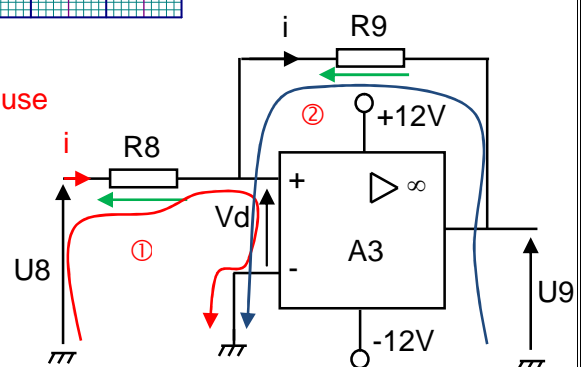 i
R9
use
②
+12V
i
R8
+
▷ ∞
Vd
①
A3
U8
-
U9
-12V